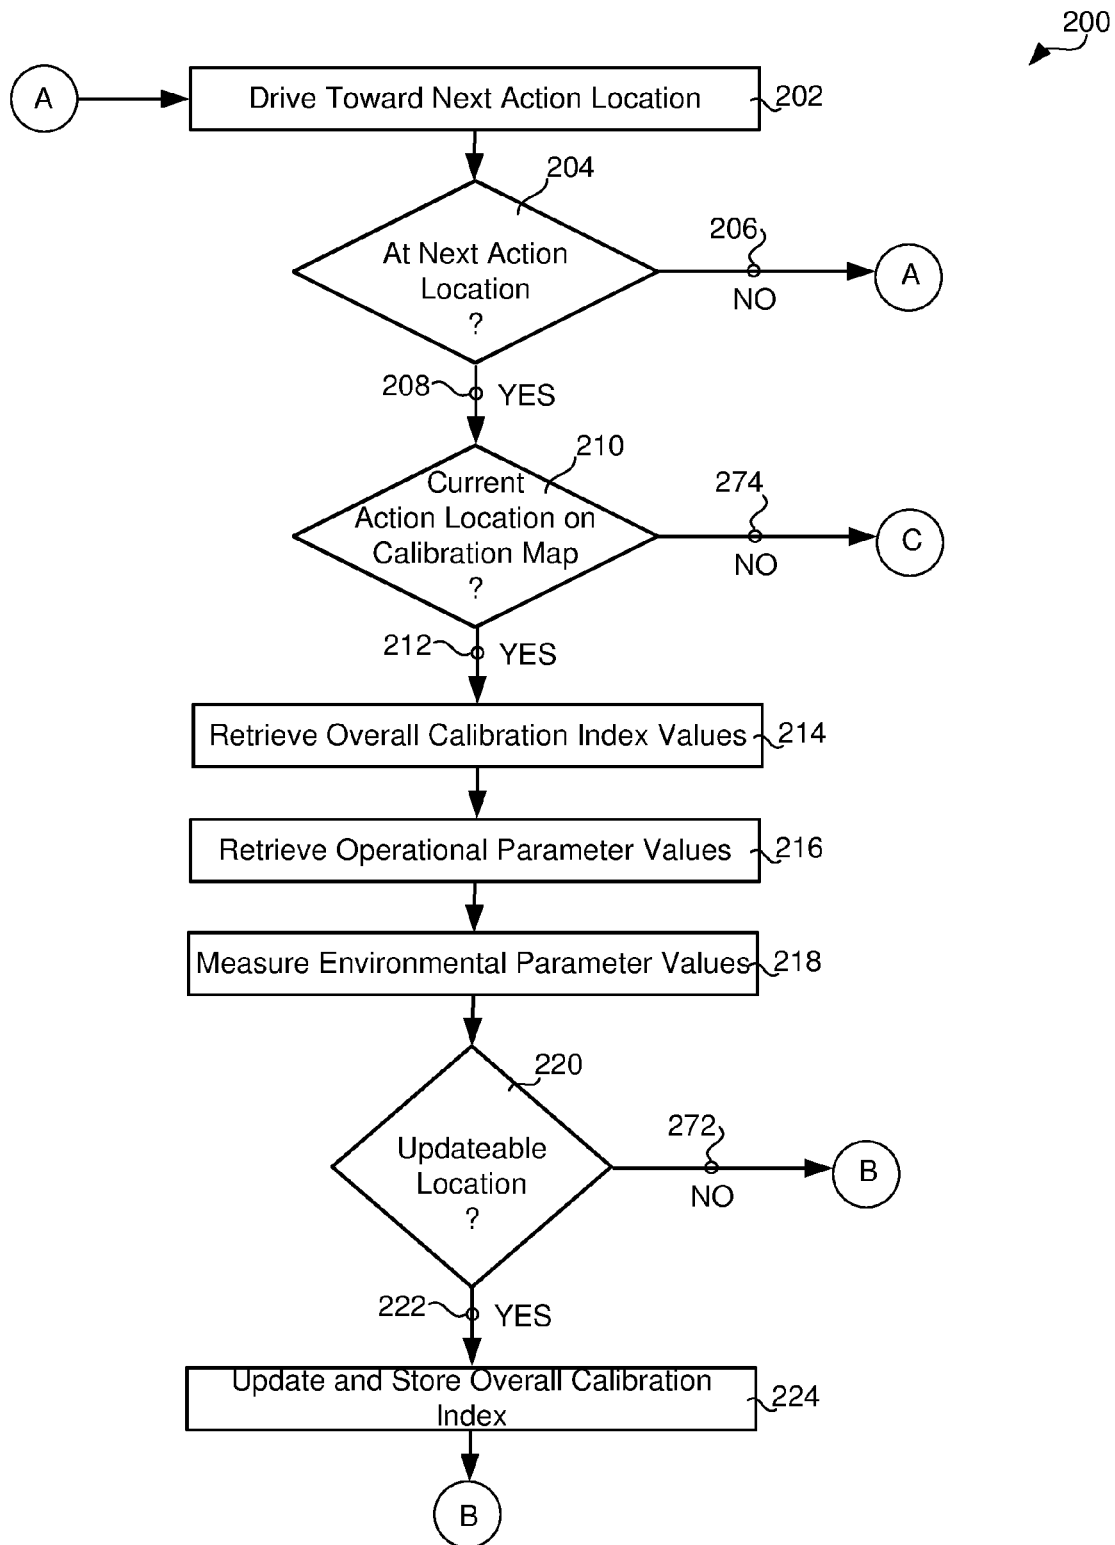 200
A
Drive Toward Next Action Location
202
204
At Next Action
Location
?
206
NO
A
208
YES
210
Current
Action Location on
Calibration Map
?
274
NO
C
212
YES
Retrieve Overall Calibration Index Values
214
Retrieve Operational Parameter Values
216
Measure Environmental Parameter Values
218
220
Updateable
Location
?
272
NO
B
222
YES
Update and Store Overall Calibration
Index
224
B